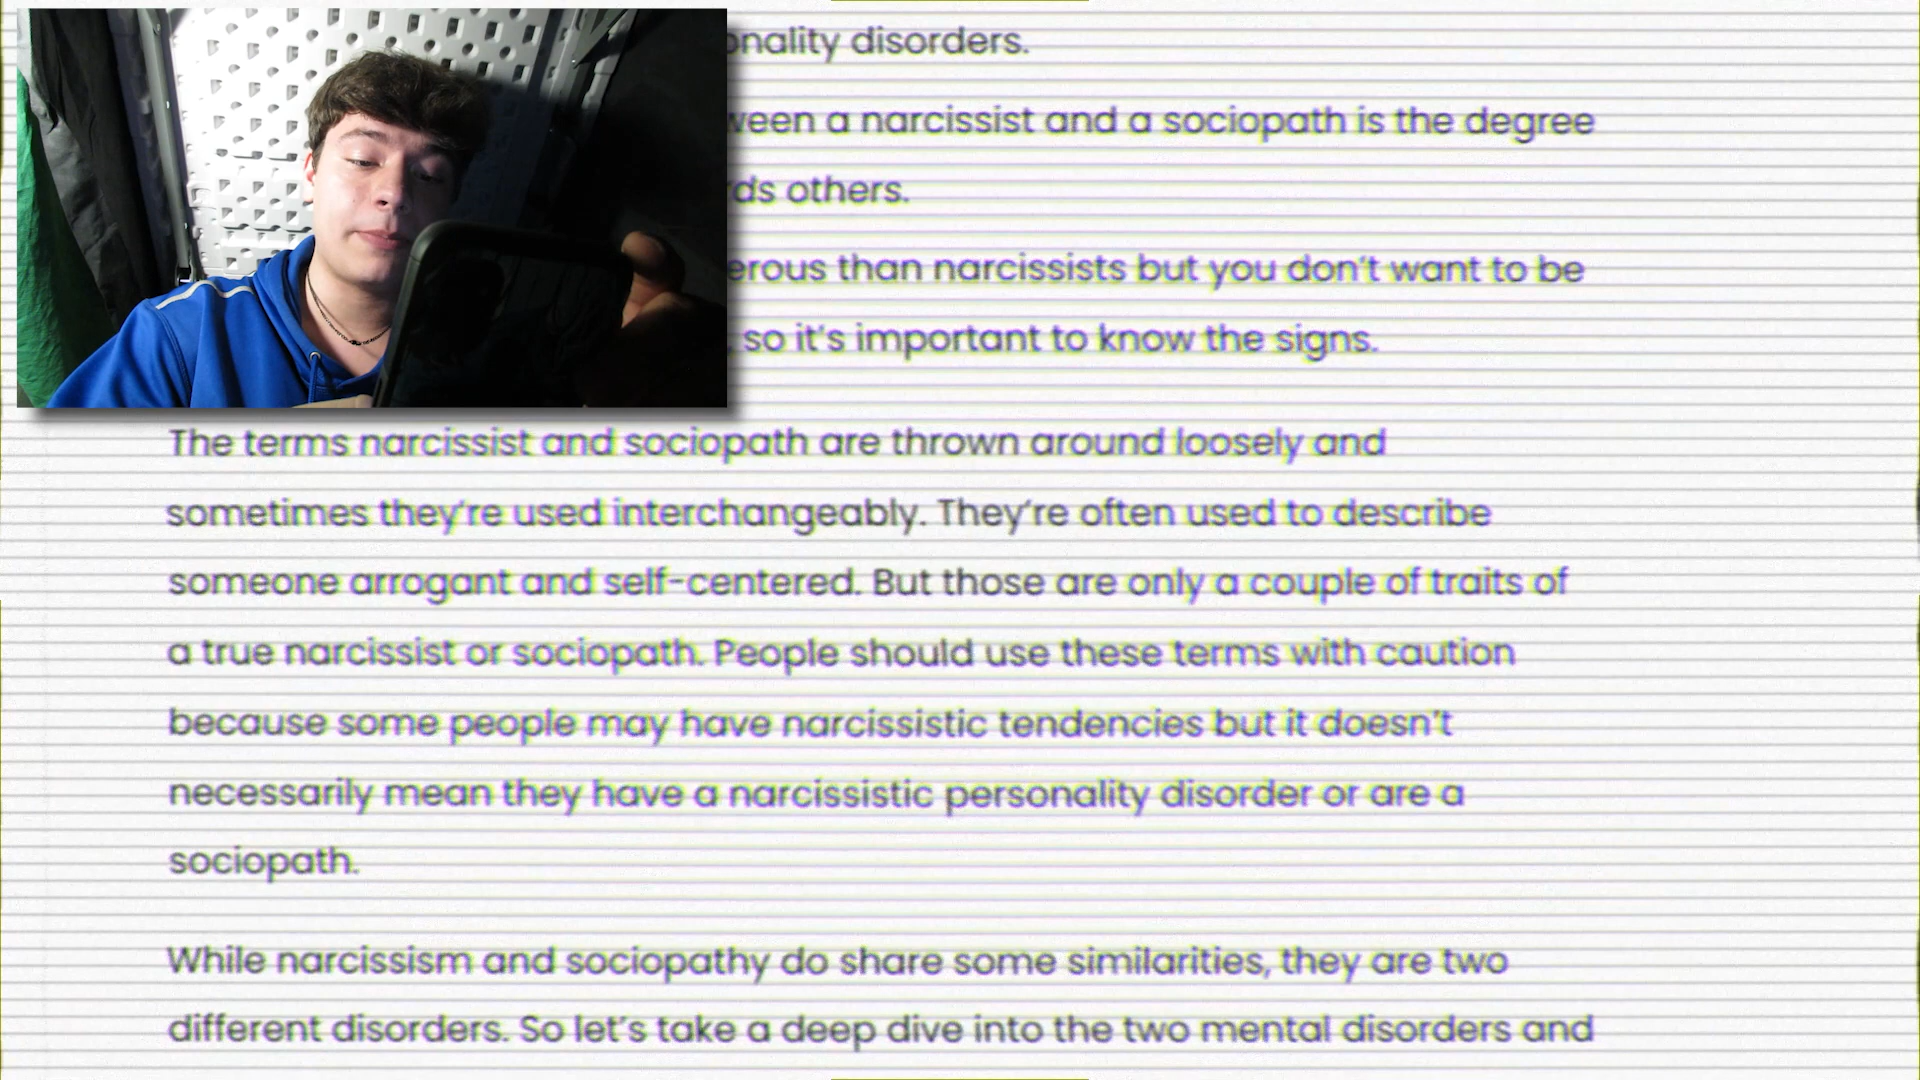 onality disorders.
ween a narcissist and a sociopath is the degree
rds others.
erous than narcissists but you don't want to be
, so it's important to know the signs.
The terms narcissist and sociopath are thrown around loosely and
sometimes they're used interchangeably. They're often used to describe
someone arrogant and self-centered. But those are only a couple of traits of
a true narcissist or sociopath. People should use these terms with caution
because some people may have narcissistic tendencies but it doesn't
necessarily mean they have a narcissistic personality disorder or are a
sociopath.
While narcissism and sociopathy do share some similarities, they are two
different disorders. So let's take a deep dive into the two mental disorders and